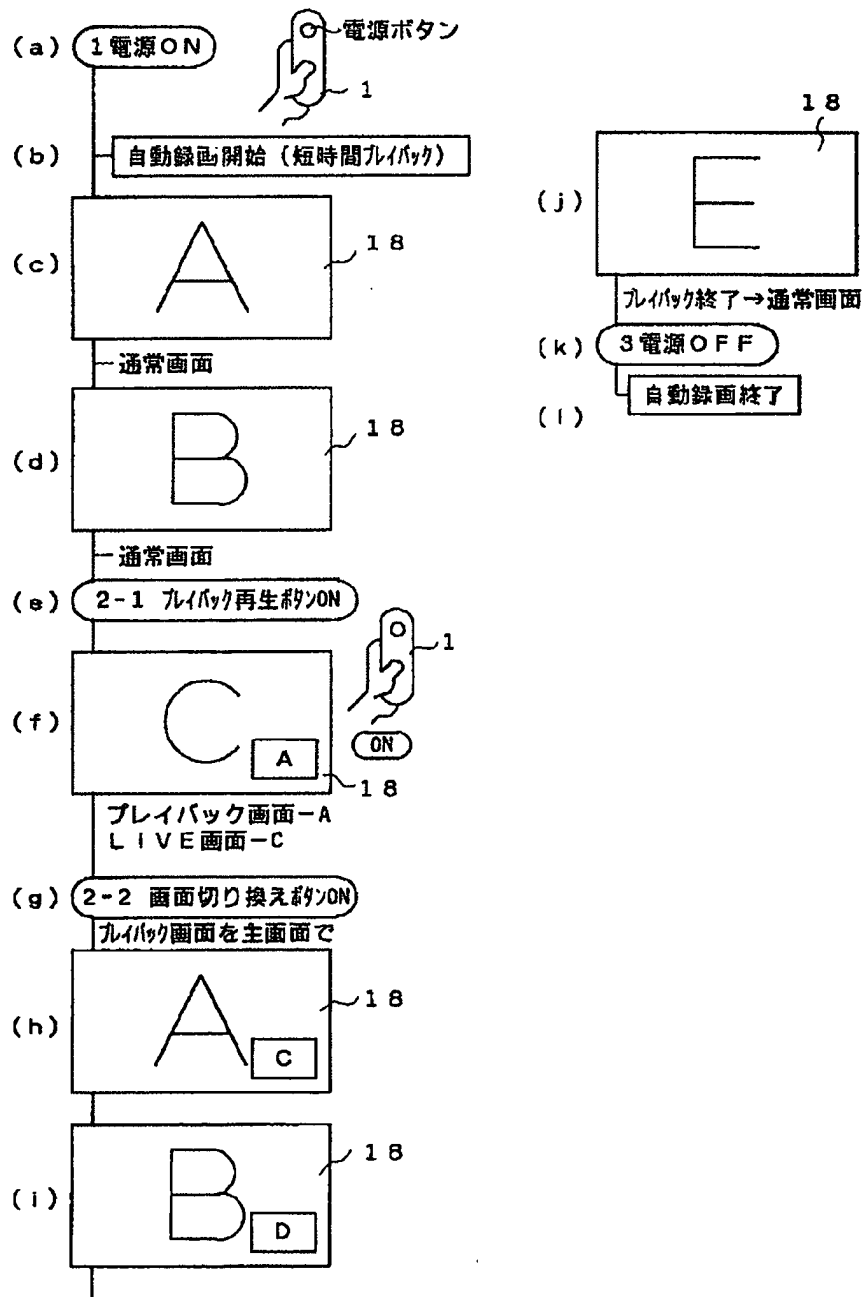 (a) 1電源ON
電源ボタン
1
(b) 自動録画開始(短時間プレイバック)
(c) A 18
通常画面
(d) B 18
通常画面
(e) 2-1 プレイバック再生ボタンON
1
(f) C A
ON
18
プレイバック画面-A
LIVE画面-C
(g) 2-2 画面切り換えボタンON
プレイバック画面を主画面で
(h) A C 18
(i) B D 18
18
(j) E
プレイバック終了→通常画面
(k) 3電源OFF
自動録画終了
(l)